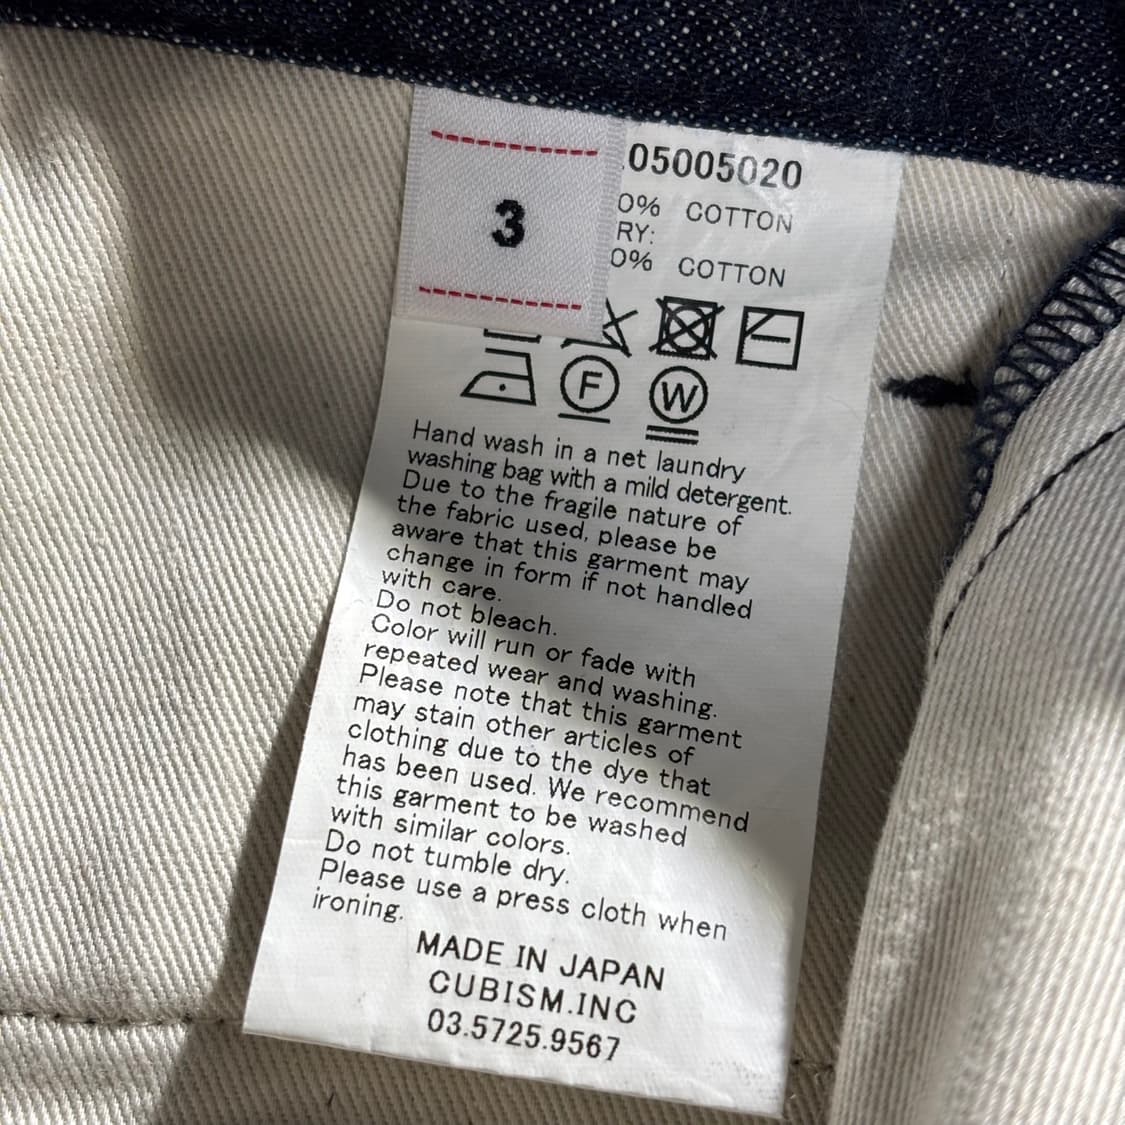 3
05005020
0% COTTON
RY:
0% COTTON
F
W
Hand wash in a net laundry
washing bag with a mild detergent.
Due to the fragile nature of
the fabric used, please be
aware that this garment may
change in form if not handled
with care.
Do not bleach.
Color will run or fade with
repeated wear and washing.
Please note that this garment
may stain other articles of
clothing due to the dye that
has been used. We recommend
this garment to be washed
with similar colors.
Do not tumble dry.
Please use a press cloth when
ironing.
MADE IN JAPAN
CUBISM.INC
03.5725.9567